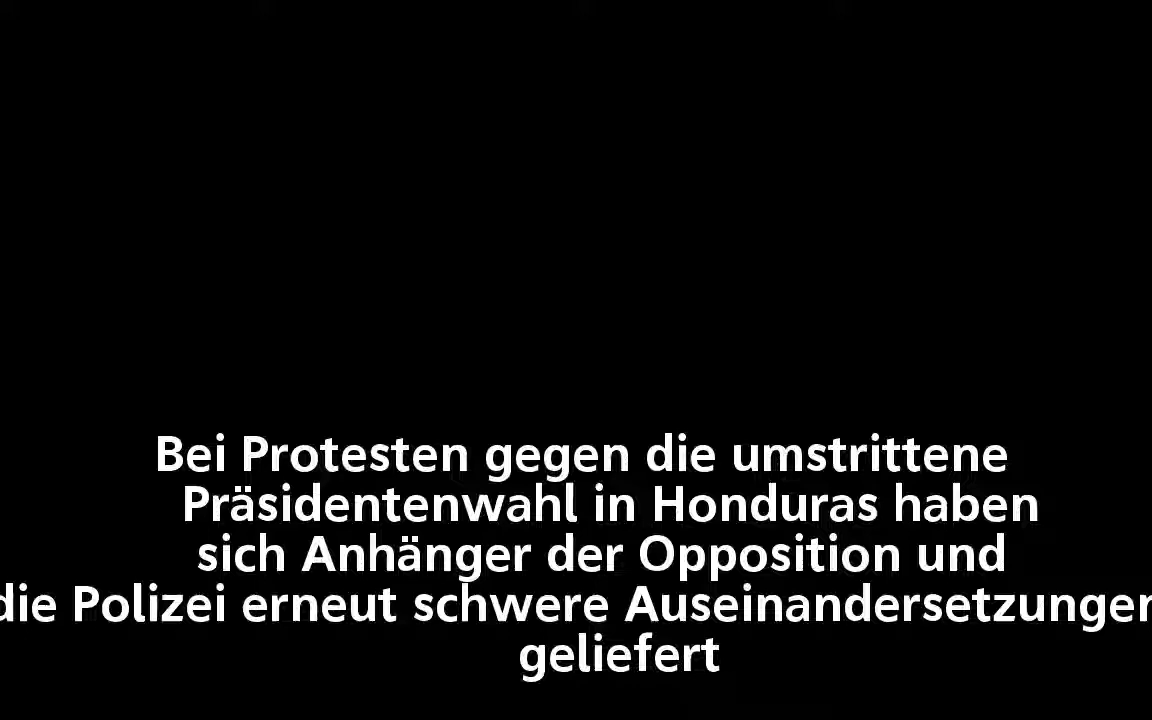 Bei Protesten gegen die umstrittene
Präsidentenwahl in Honduras haben
sich Anhänger der Opposition und
die Polizei erneut schwere Auseinandersetzungen
geliefert